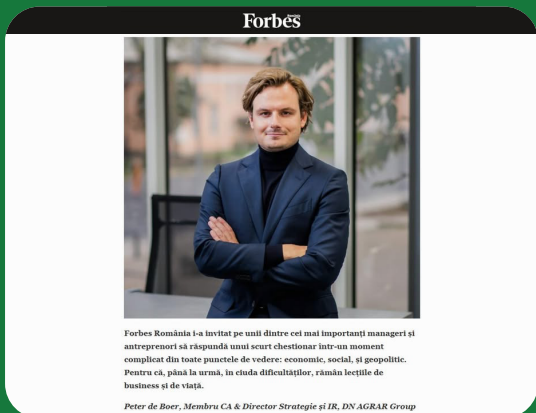 Forbes
Forbes România i-a invitat pe unii dintre cei mai importanți manageri și
antreprenori să răspundă unui scurt chestionar într-un moment
complicat din toate punctele de vedere: economic, social, și geopolitic.
Pentru că, până la urmă, în ciuda dificultăților, rămân lecțiile de
business și de viață.
Peter de Boer, Membru CA & Director Strategie și IR, DN AGRAR Group